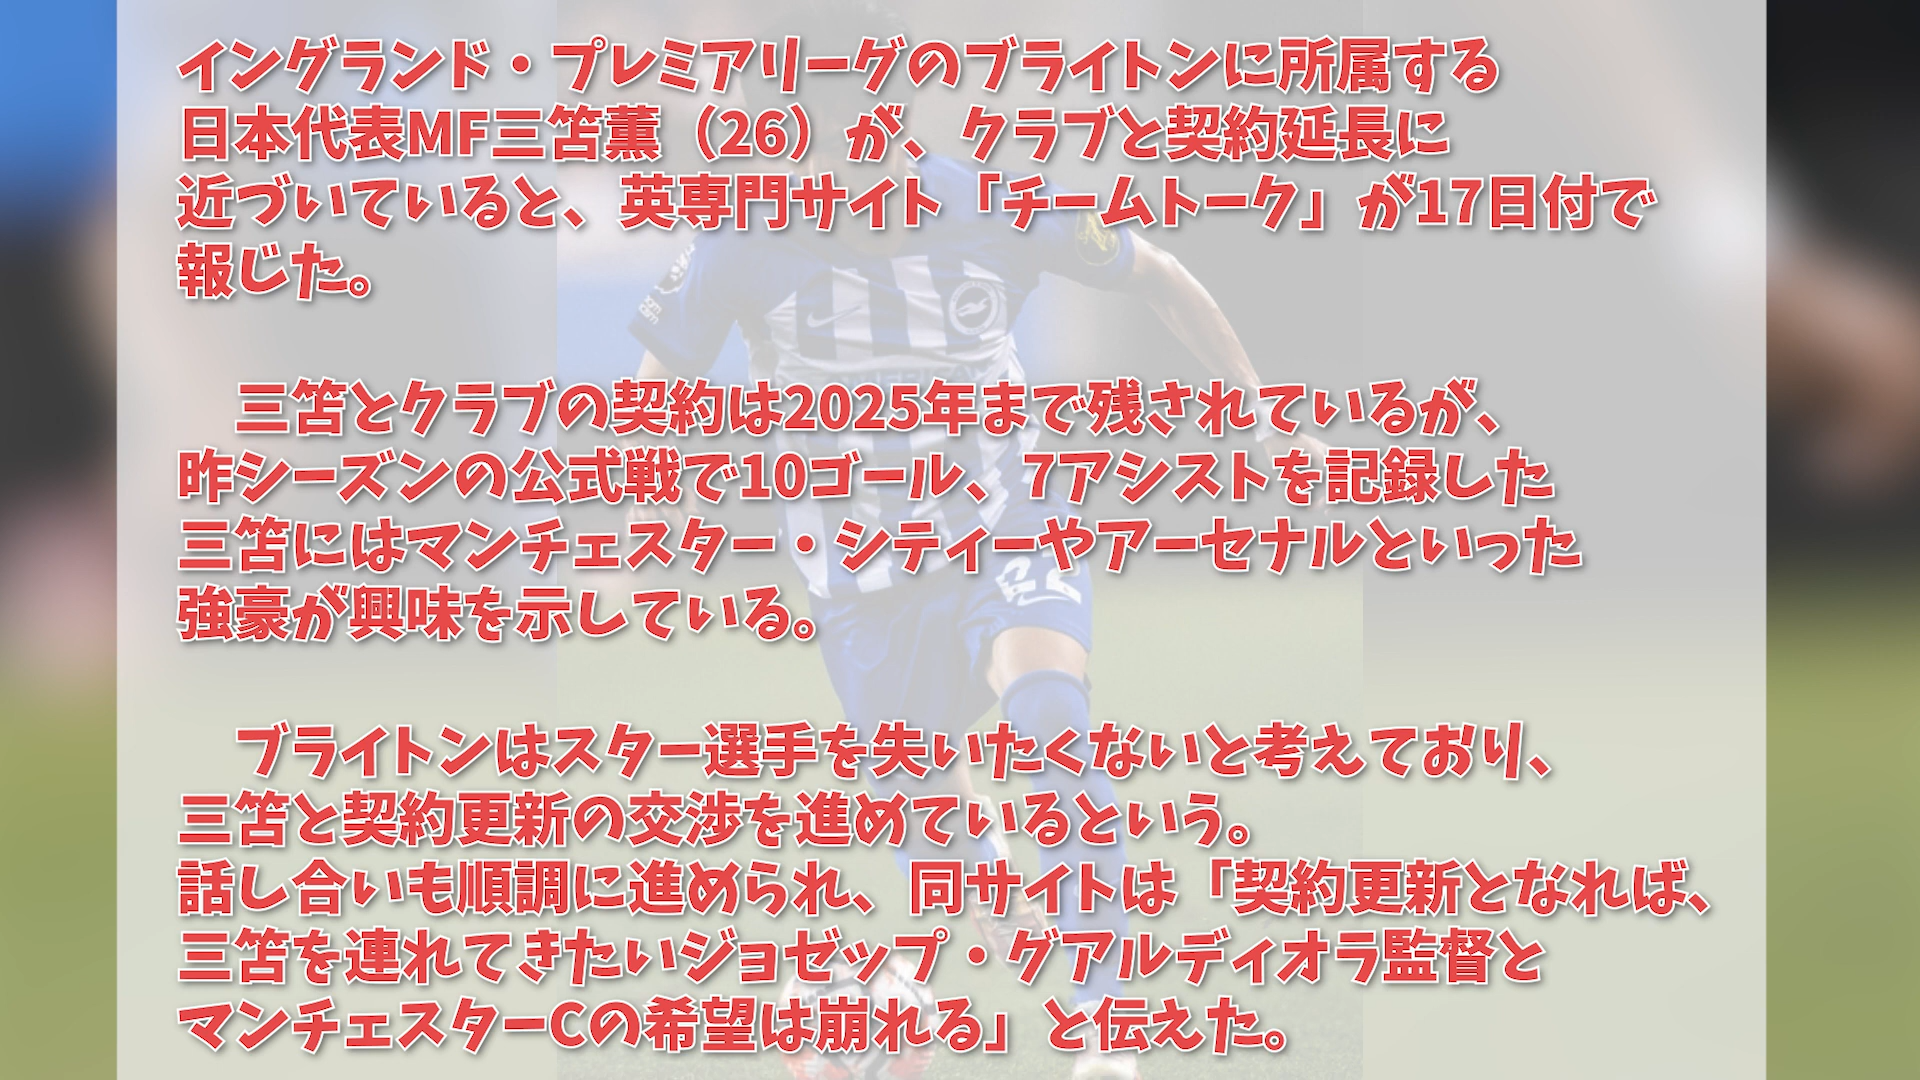 イングランド・プレミアリーグのブライトンに所属する
日本代表MF三笘薫（26）が、クラブと契約延長に
近づいていると、英専門サイト「チームトーク」が17日付で
報じた。
　三笘とクラブの契約は2025年まで残されているが、
昨シーズンの公式戦で10ゴール、7アシストを記録した
三笘にはマンチェスター・シティーやアーセナルといった
強豪が興味を示している。
　ブライトンはスター選手を失いたくないと考えており、
三笘と契約更新の交渉を進めているという。
話し合いも順調に進められ、同サイトは「契約更新となれば、
三笘を連れてきたいジョゼップ・グアルディオラ監督と
マンチェスターCの希望は崩れる」と伝えた。
22